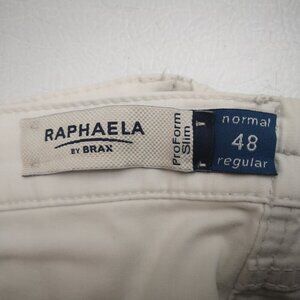 RAPHAELA
BY BRAX
ProForm
Slim
normal
48
regular